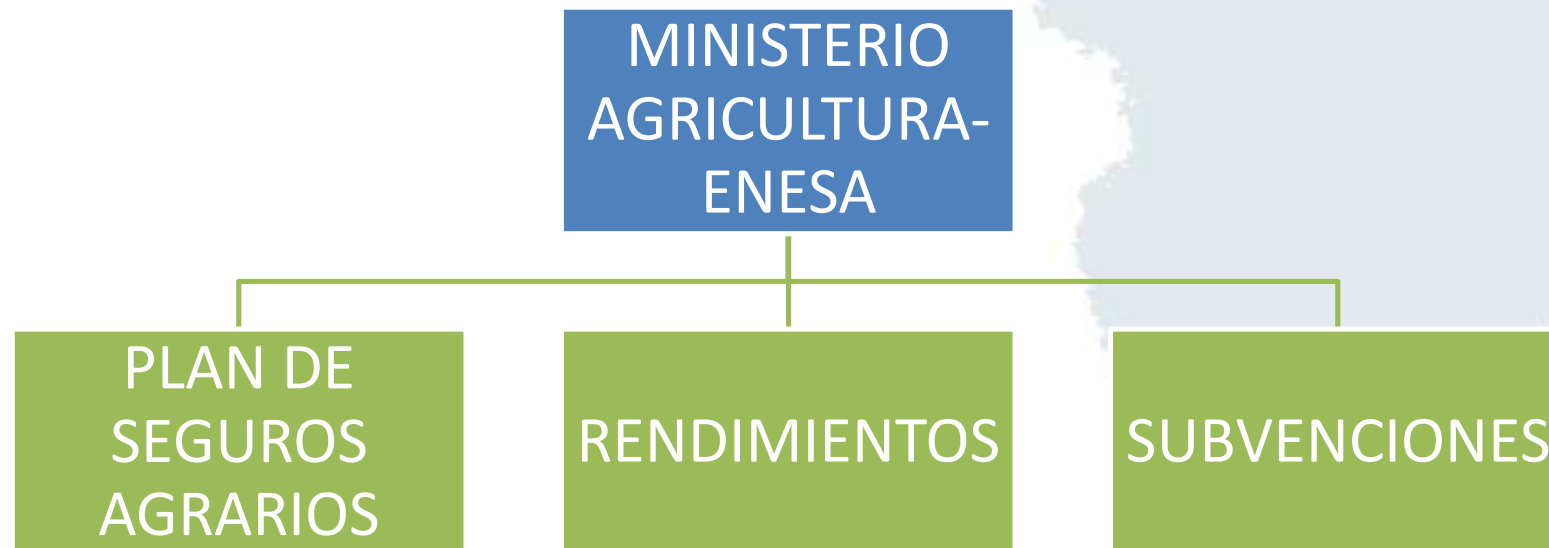 MINISTERIO
AGRICULTURA-
ENESA
PLAN DE
SEGUROS
AGRARIOS
RENDIMIENTOS
SUBVENCIONES